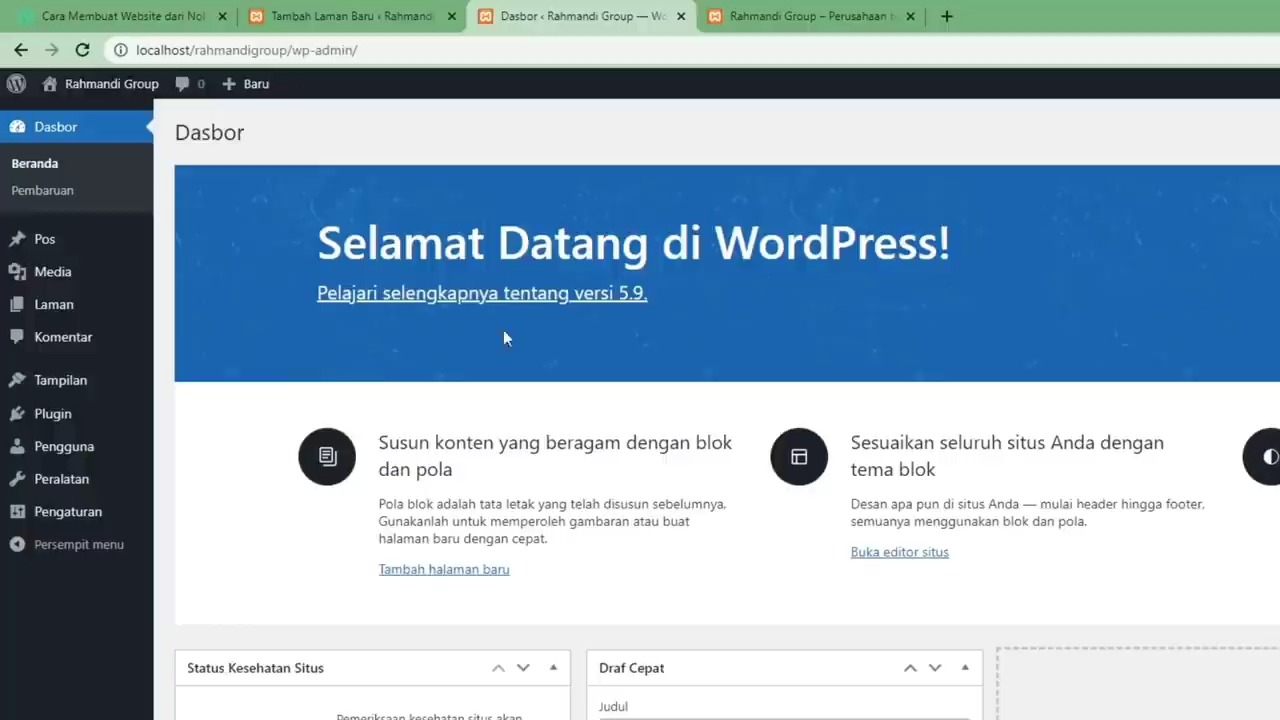 Cara Membuat Website dari Nol
Tambah Laman Baru ‹ Rahmandi
Dasbor ‹ Rahmandi Group — Wo
Rahmandi Group – Perusahaan
localhost/rahmandigroup/wp-admin/
Rahmandi Group
0
Baru
Dasbor
Beranda
Pembaruan
Pos
Media
Laman
Komentar
Tampilan
Plugin
Pengguna
Peralatan
Pengaturan
Persempit menu
Dasbor
Selamat Datang di WordPress!
Pelajari selengkapnya tentang versi 5.9.
Susun konten yang beragam dengan blok
dan pola
Pola blok adalah tata letak yang telah disusun sebelumnya.
Gunakanlah untuk memperoleh gambaran atau buat
halaman baru dengan cepat.
Tambah halaman baru
Sesuaikan seluruh situs Anda dengan
tema blok
Desan apa pun di situs Anda — mulai header hingga footer,
semuanya menggunakan blok dan pola.
Buka editor situs
Status Kesehatan Situs
Pemeriksaan kesehatan situs akan
Draf Cepat
Judul